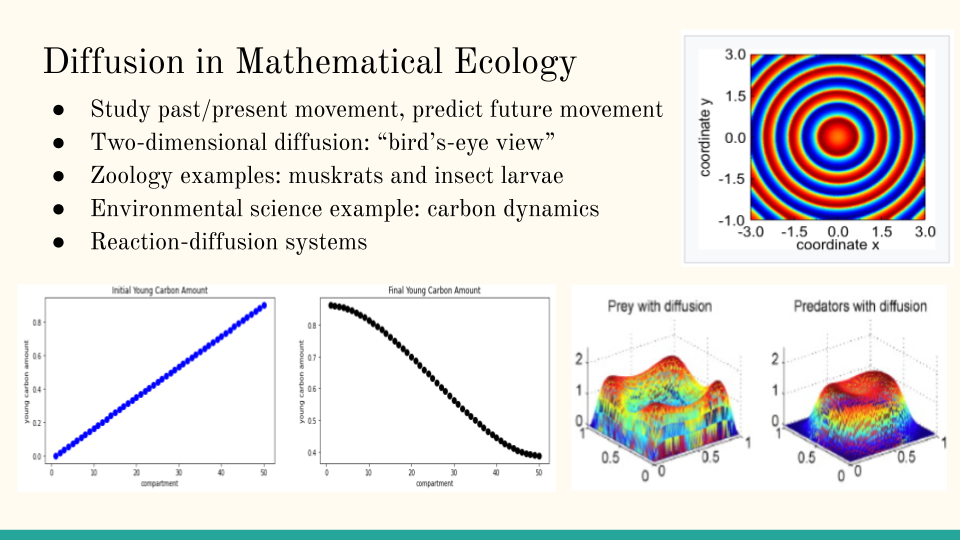 Diffusion in Mathematical Ecology
● Study past/present movement, predict future movement
● Two-dimensional diffusion: “bird’s-eye view”
● Zoology examples: muskrats and insect larvae
● Environmental science example: carbon dynamics
● Reaction-diffusion systems
3.0
1.5
0.0
-1.5
-1.0
coordinate y
-3.0 -1.5 0.0 1.5 3.0
coordinate x
Initial Young Carbon Amount
young carbon amount
0.8
0.6
0.4
0.2
0.0
0 10 20 30 40 50
compartment
Final Young Carbon Amount
young carbon amount
0.8
0.7
0.6
0.5
0.4
0 10 20 30 40 50
compartment
Prey with diffusion
2
1
0
1
0.5
0
0
0.5
1
Predators with diffusion
2
1
0
1
0.5
0
0
0.5
1